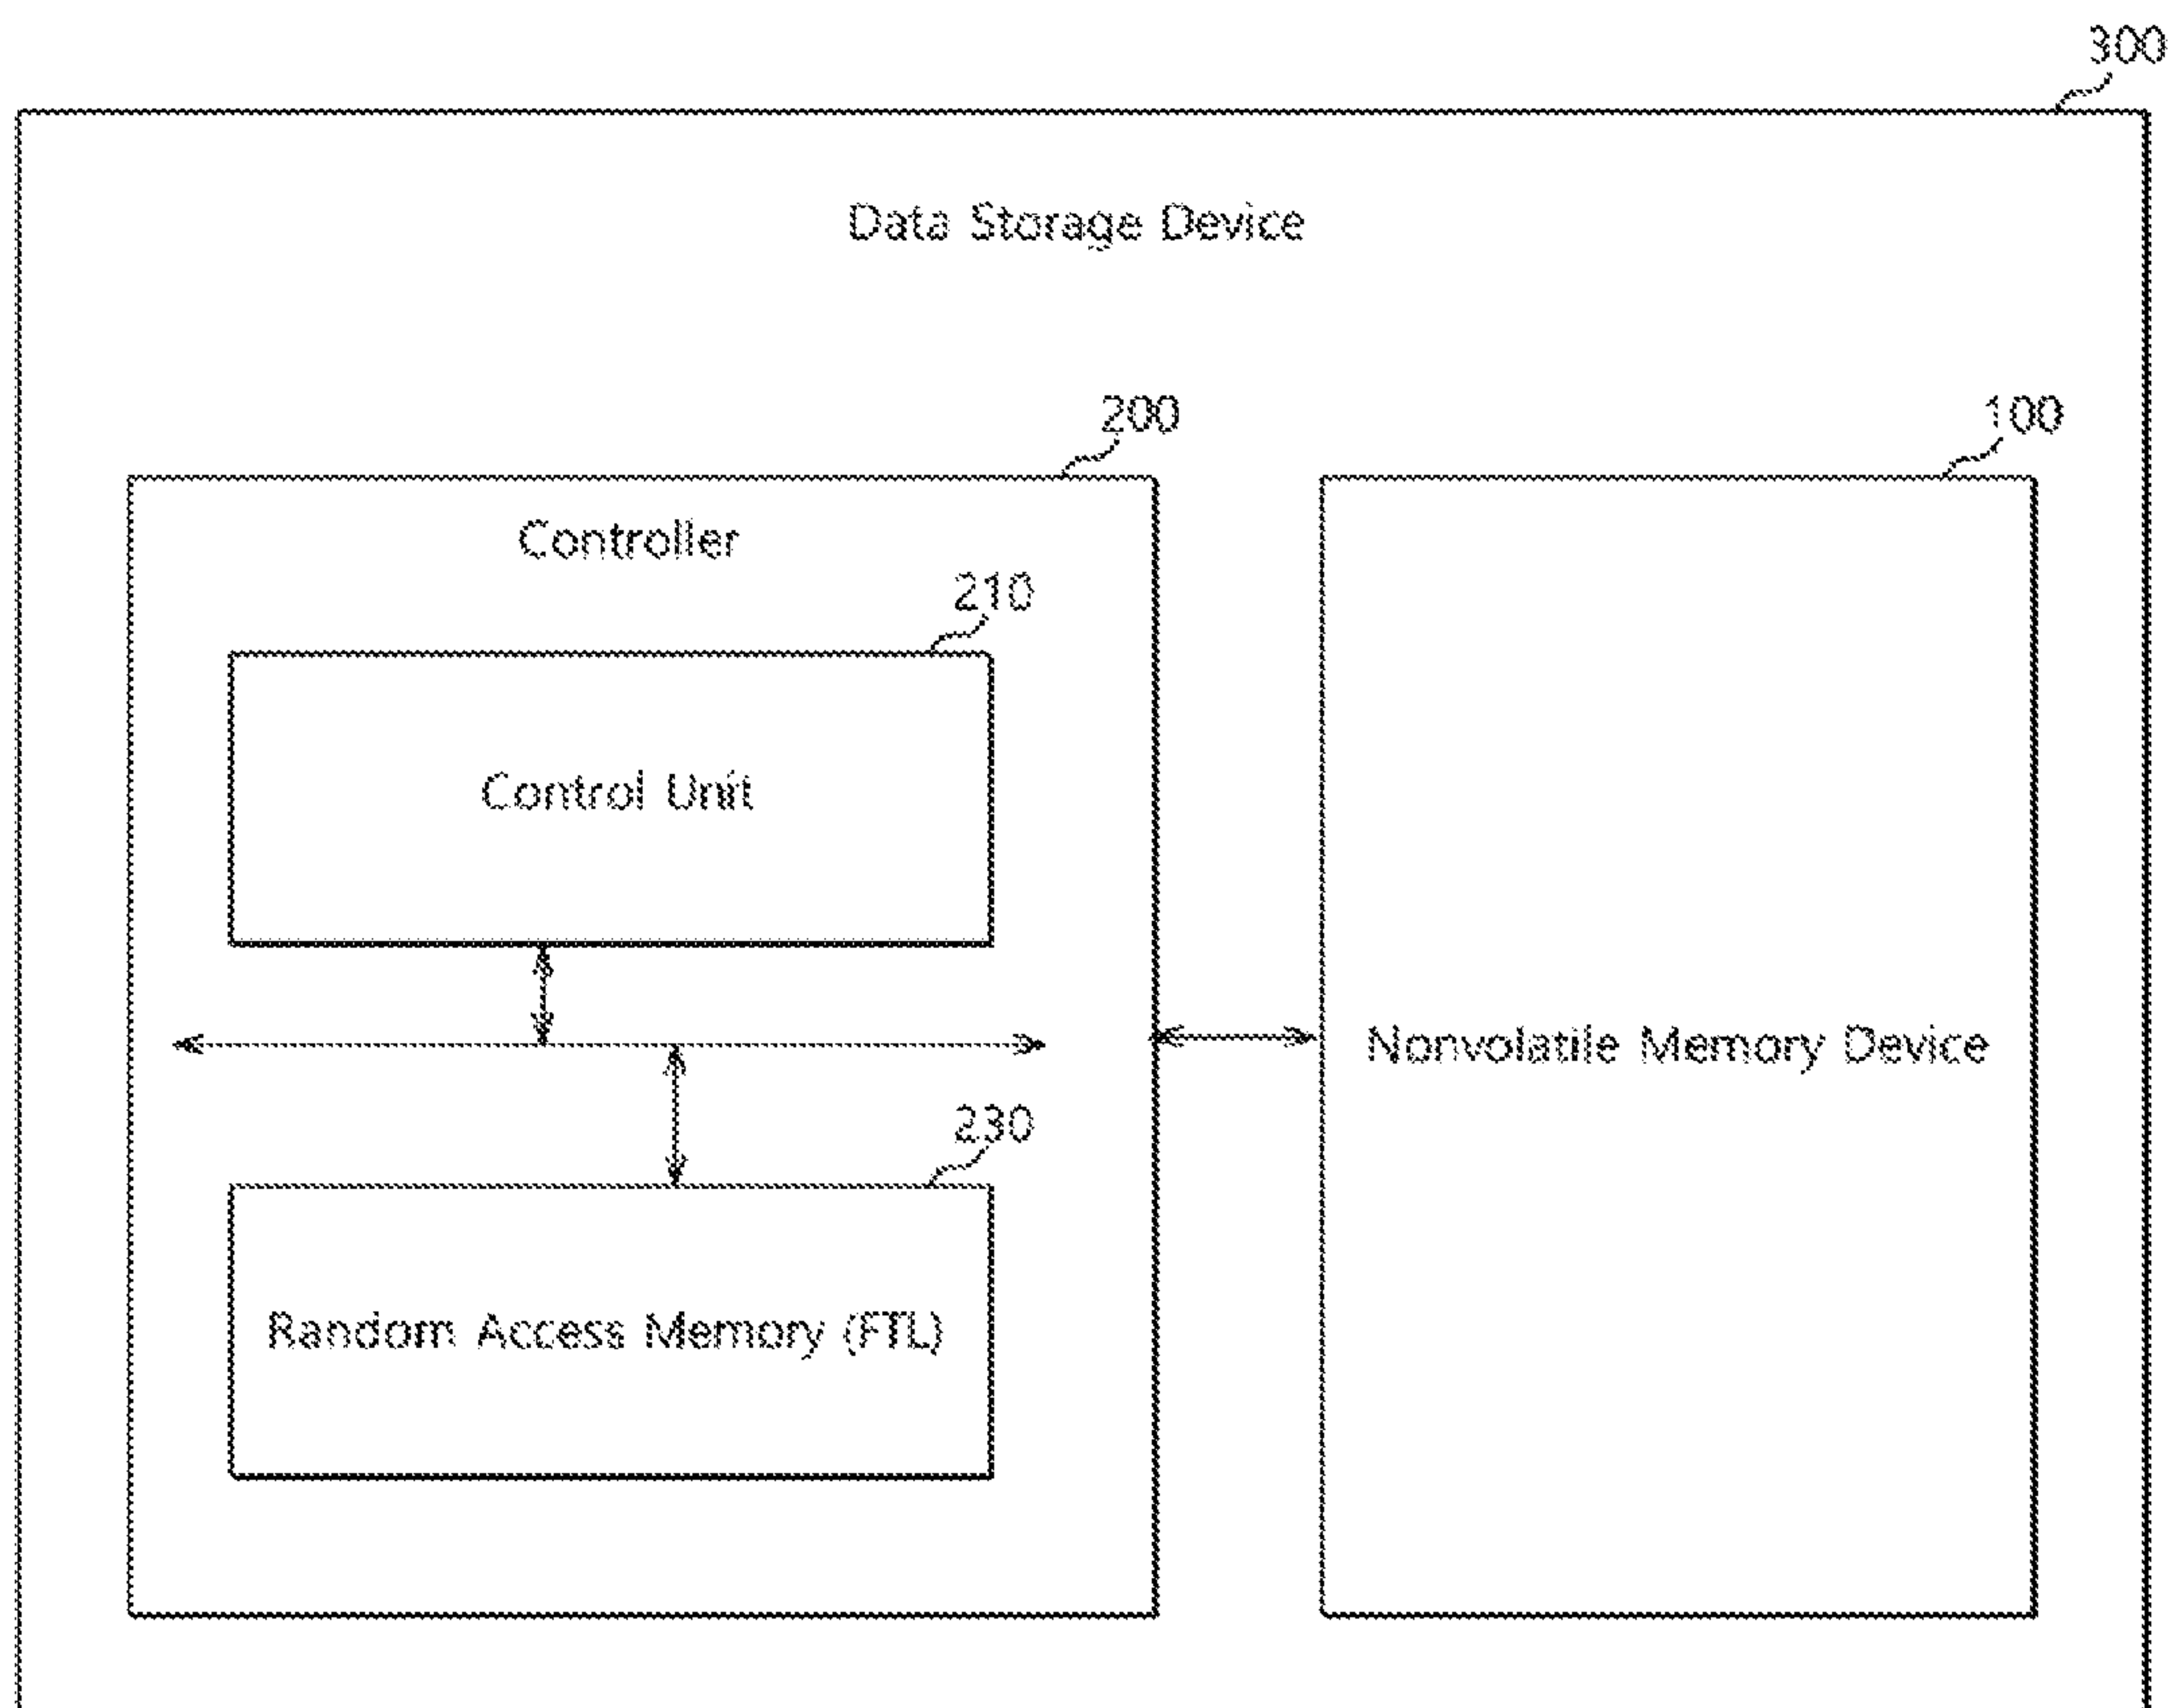 300
Data Storage Device
200
100
Controller
210
Control Unit
Nonvolatile Memory Device
230
Random Access Memory (FTL)